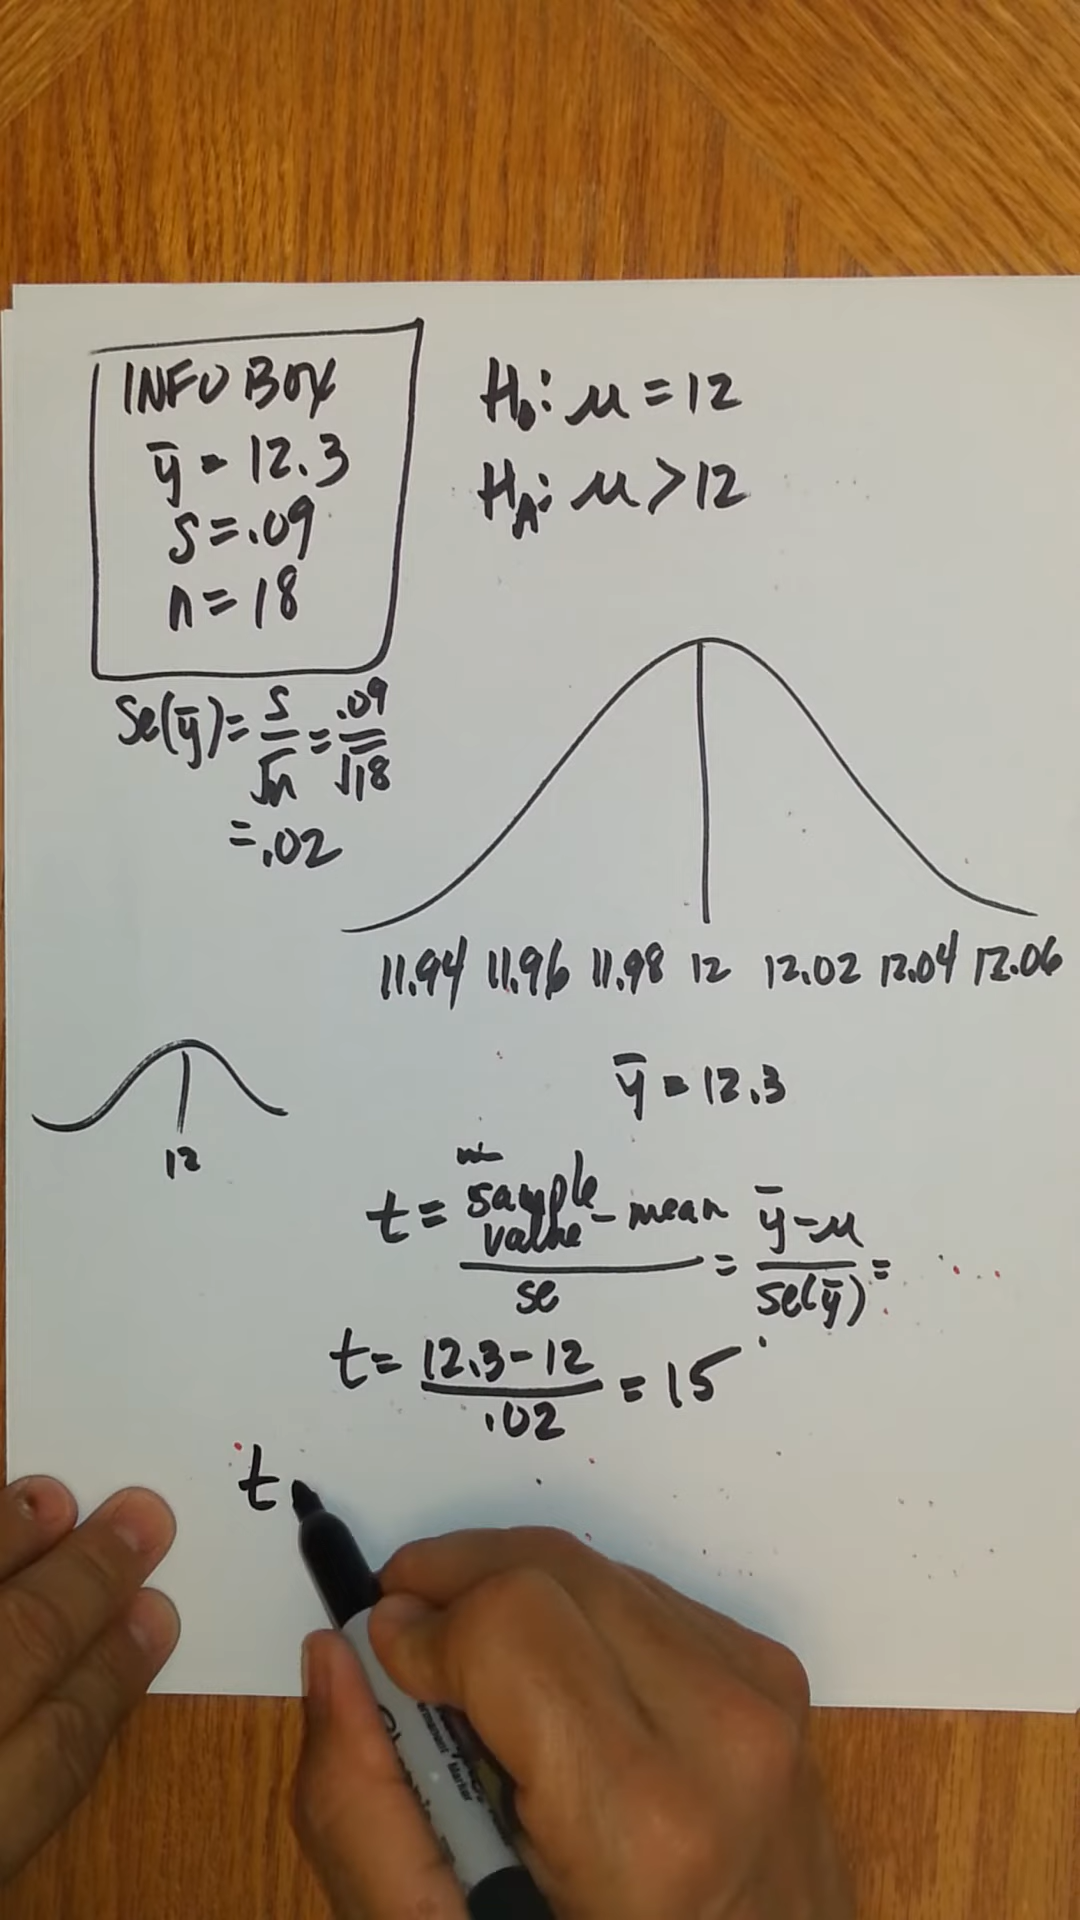 INFO BOX
ȳ = 12.3
s = .09
n = 18
H₀: μ = 12
H_A: μ > 12
Se(ȳ) = s/√n = .09/√18
= .02
11.94 11.96 11.98 12 12.02 12.04 12.06
12
ȳ = 12.3
t = sample value - mean / se = ȳ - μ / se(ȳ) =
t = 12.3 - 12 / .02 = 15
t
Marker